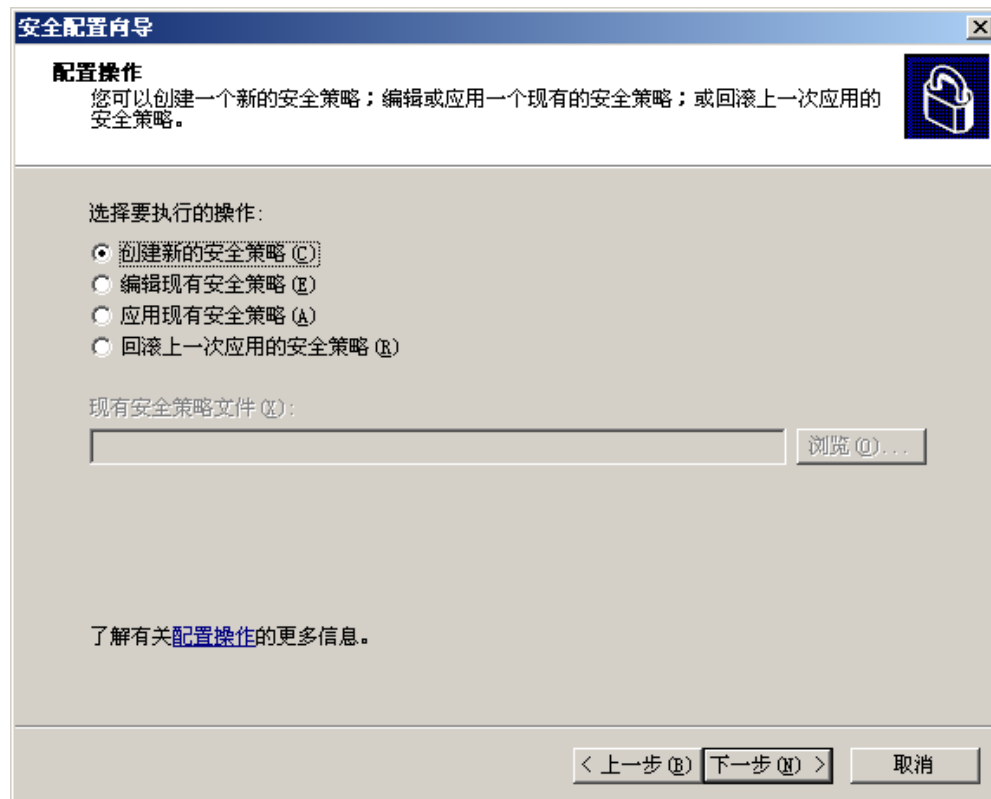 安全配置向导
配置操作
您可以创建一个新的安全策略；编辑或应用一个现有的安全策略；或回滚上一次应用的
安全策略。
选择要执行的操作:
创建新的安全策略(C)
编辑现有安全策略(E)
应用现有安全策略(A)
回滚上一次应用的安全策略(R)
现有安全策略文件(X):
浏览(O)...
了解有关配置操作的更多信息。
< 上一步(B) 下一步(N) > 取消